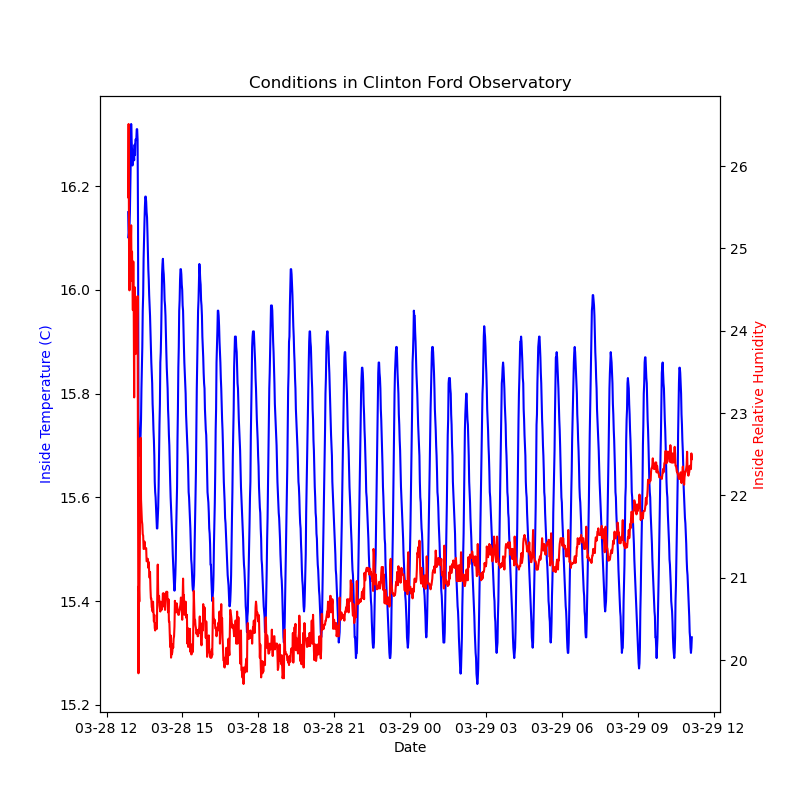 Conditions in Clinton Ford Observatory
Inside Temperature (C)
16.2
16.0
15.8
15.6
15.4
15.2
26
25
24
23
22
21
20
Inside Relative Humidity
03-28 12 03-28 15 03-28 18 03-28 21 03-29 00 03-29 03 03-29 06 03-29 09 03-29 12
Date